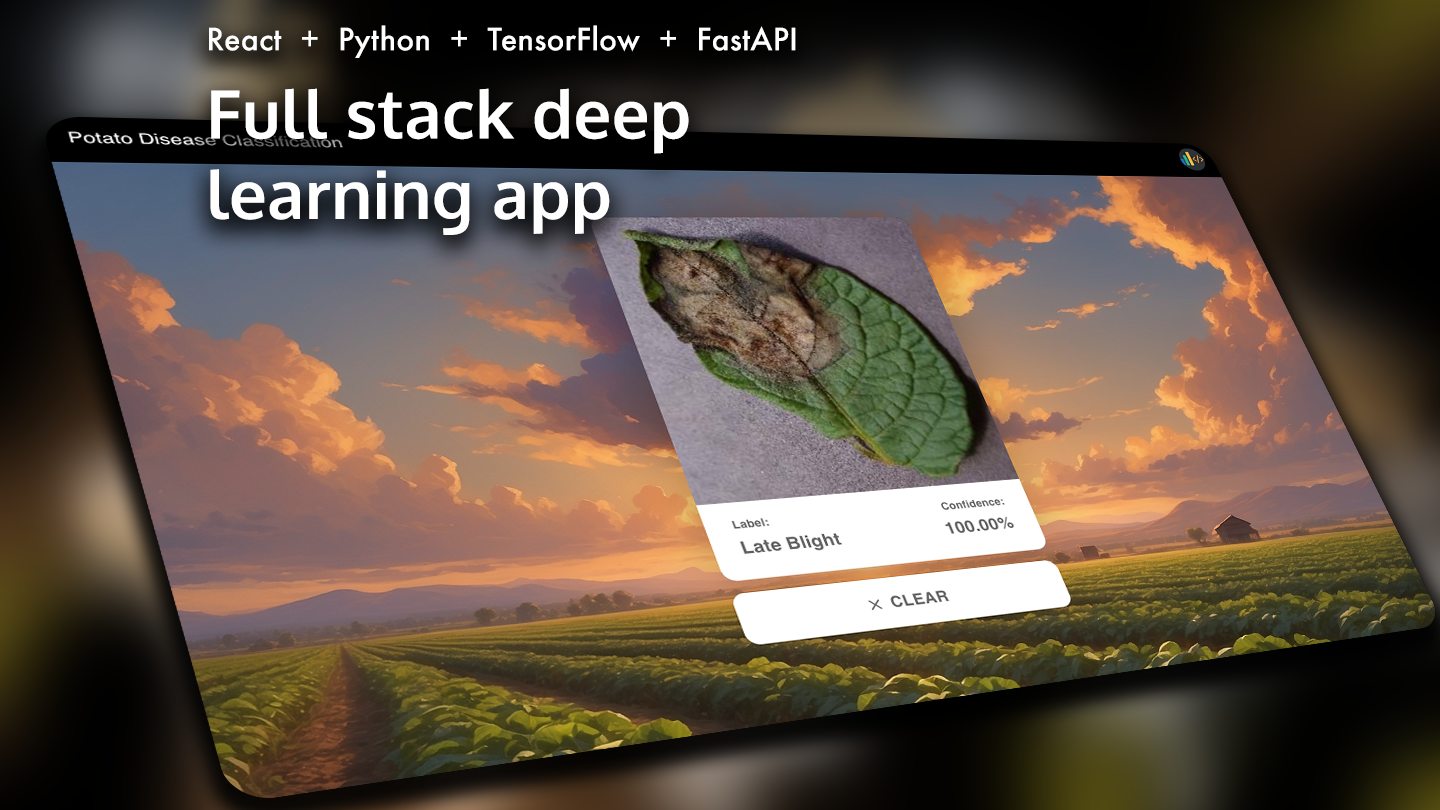 React + Python + TensorFlow + FastAPI
Full stack deep
learning app
Potato Disease Classification
Label:
Late Blight
Confidence:
100.00%
× CLEAR